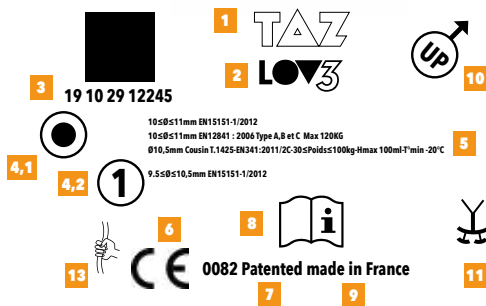 1
TAZ
UP
2
LOV3
10
3
19 10 29 12245
10≤Ø≤11mm EN15151-1/2012
10≤Ø≤11mm EN12841 : 2006 Type A,B et C Max 120KG
Ø10,5mm Cousin T.1425-EN341:2011/2C-30≤Poids≤100kg-Hmax 100ml-T°min -20°C
5
4,1
4,2
1
9.5≤Ø≤10,5mm EN15151-1/2012
6
8
i
13
CE
0082 Patented made in France
11
7
9